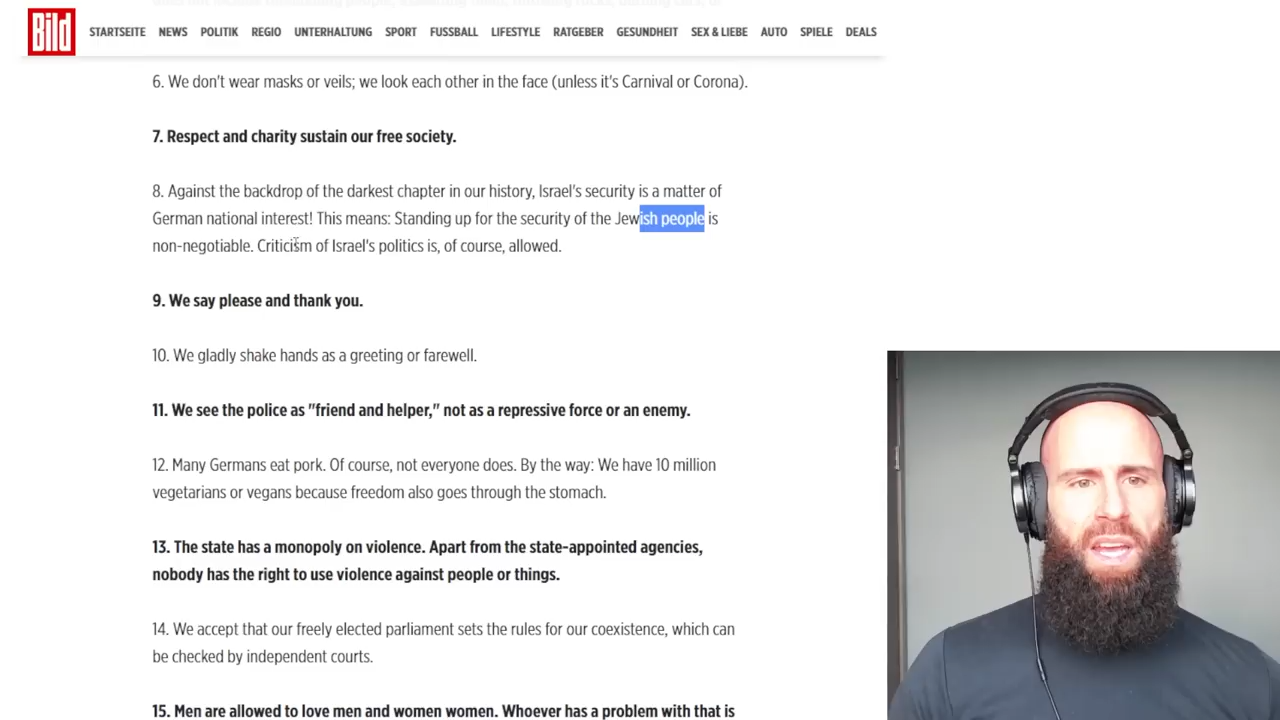 Bild
STARTSEITE NEWS POLITIK REGIO UNTERHALTUNG SPORT FUSSBALL LIFESTYLE RATGEBER GESUNDHEIT SEX & LIEBE AUTO SPIELE DEALS
6. We don't wear masks or veils; we look each other in the face (unless it's Carnival or Corona).
7. Respect and charity sustain our free society.
8. Against the backdrop of the darkest chapter in our history, Israel's security is a matter of
German national interest! This means: Standing up for the security of the Jewish people is
non-negotiable. Criticism of Israel's politics is, of course, allowed.
9. We say please and thank you.
10. We gladly shake hands as a greeting or farewell.
11. We see the police as "friend and helper," not as a repressive force or an enemy.
12. Many Germans eat pork. Of course, not everyone does. By the way: We have 10 million
vegetarians or vegans because freedom also goes through the stomach.
13. The state has a monopoly on violence. Apart from the state-appointed agencies,
nobody has the right to use violence against people or things.
14. We accept that our freely elected parliament sets the rules for our coexistence, which can
be checked by independent courts.
15. Men are allowed to love men and women women. Whoever has a problem with that is